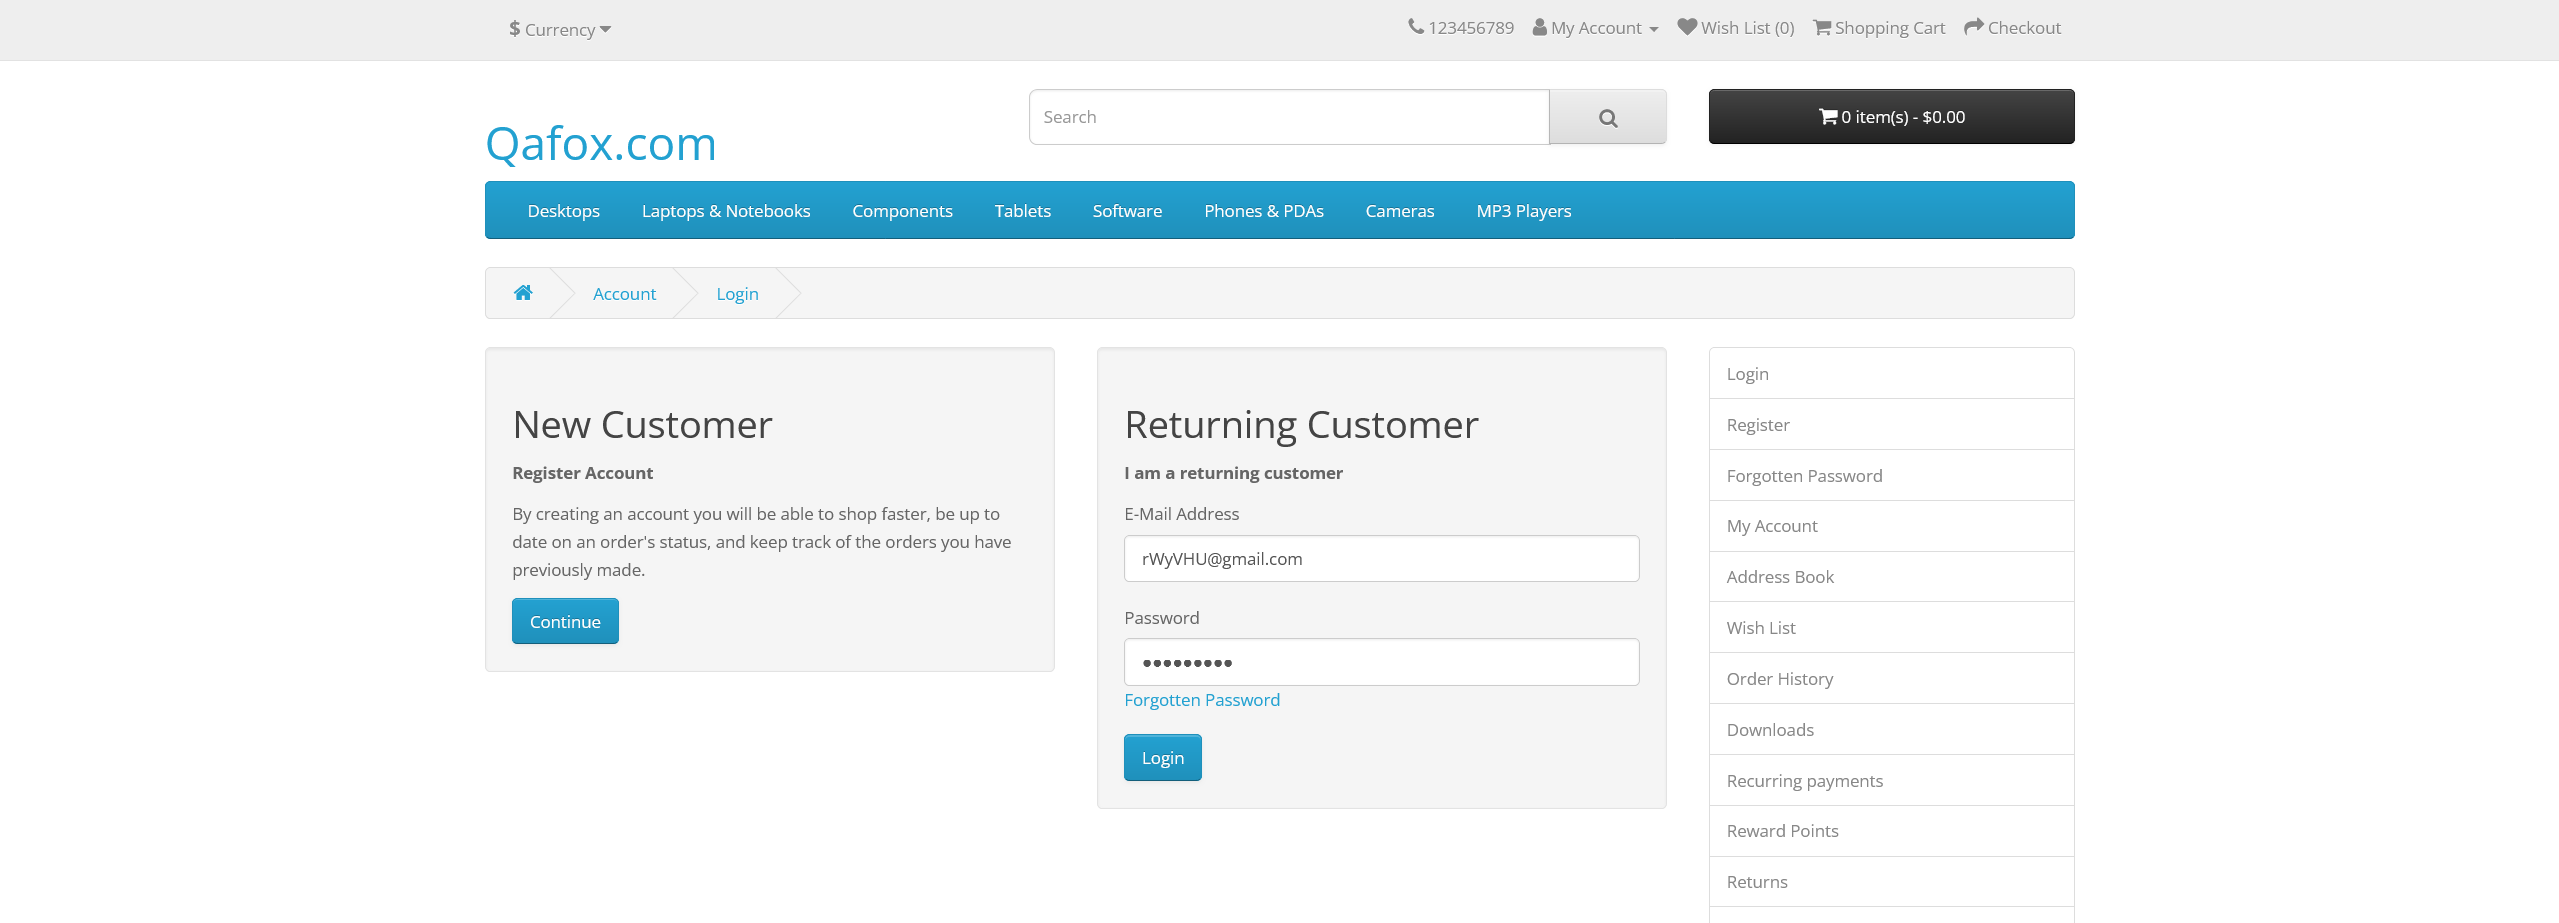 $ Currency
123456789 My Account Wish List (0) Shopping Cart Checkout
Qafox.com
Search
0 item(s) - $0.00
Desktops Laptops & Notebooks Components Tablets Software Phones & PDAs Cameras MP3 Players
Account Login
New Customer
Register Account
By creating an account you will be able to shop faster, be up to
date on an order's status, and keep track of the orders you have
previously made.
Continue
Returning Customer
I am a returning customer
E-Mail Address
rWyVHU@gmail.com
Password
•••••••••
Forgotten Password
Login
Login
Register
Forgotten Password
My Account
Address Book
Wish List
Order History
Downloads
Recurring payments
Reward Points
Returns